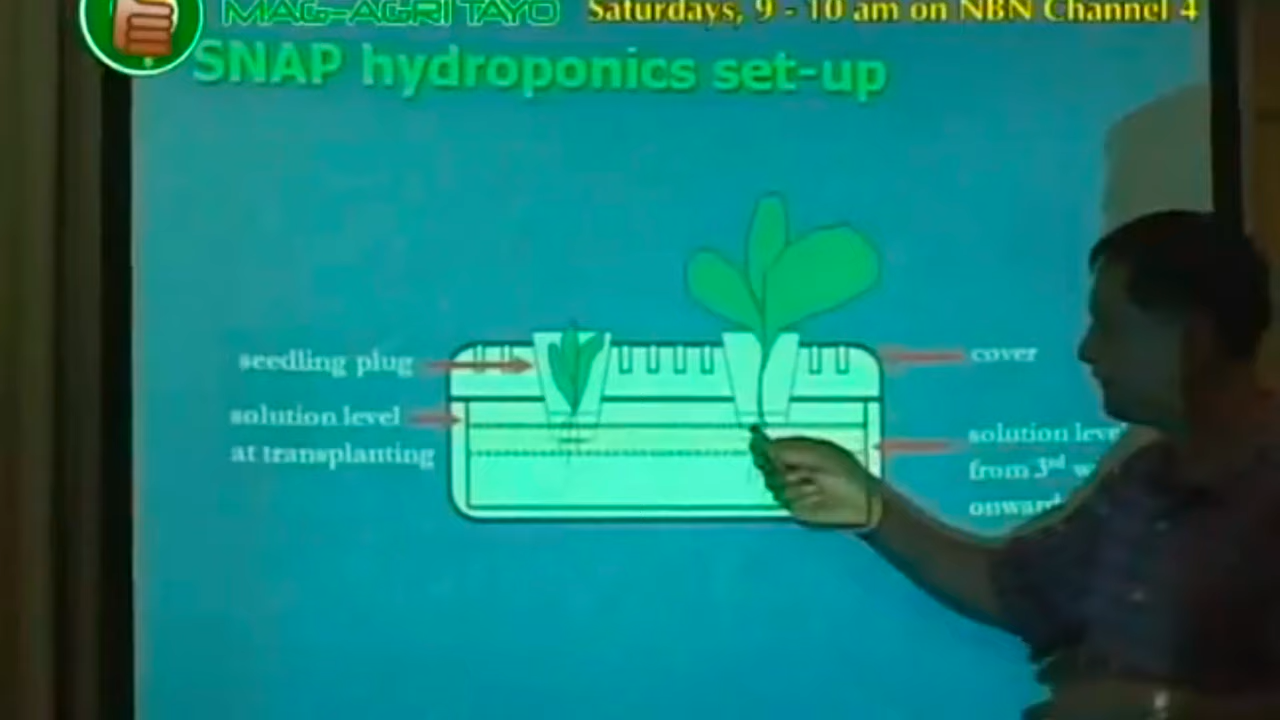 MAG-AGRI TAYO
Saturdays, 9 - 10 am on NBN Channel 4
SNAP hydroponics set-up
seedling plug
cover
solution level
at transplanting
solution
from 3rd